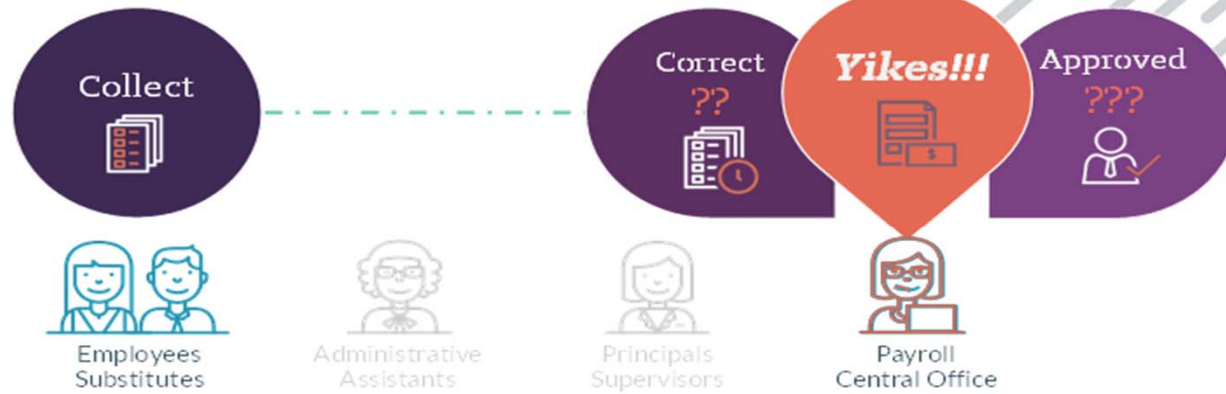 Collect
Correct
??
Yikes!!!
$
Approved
???
Employees
Substitutes
Administrative
Assistants
Principals
Supervisors
Payroll
Central Office